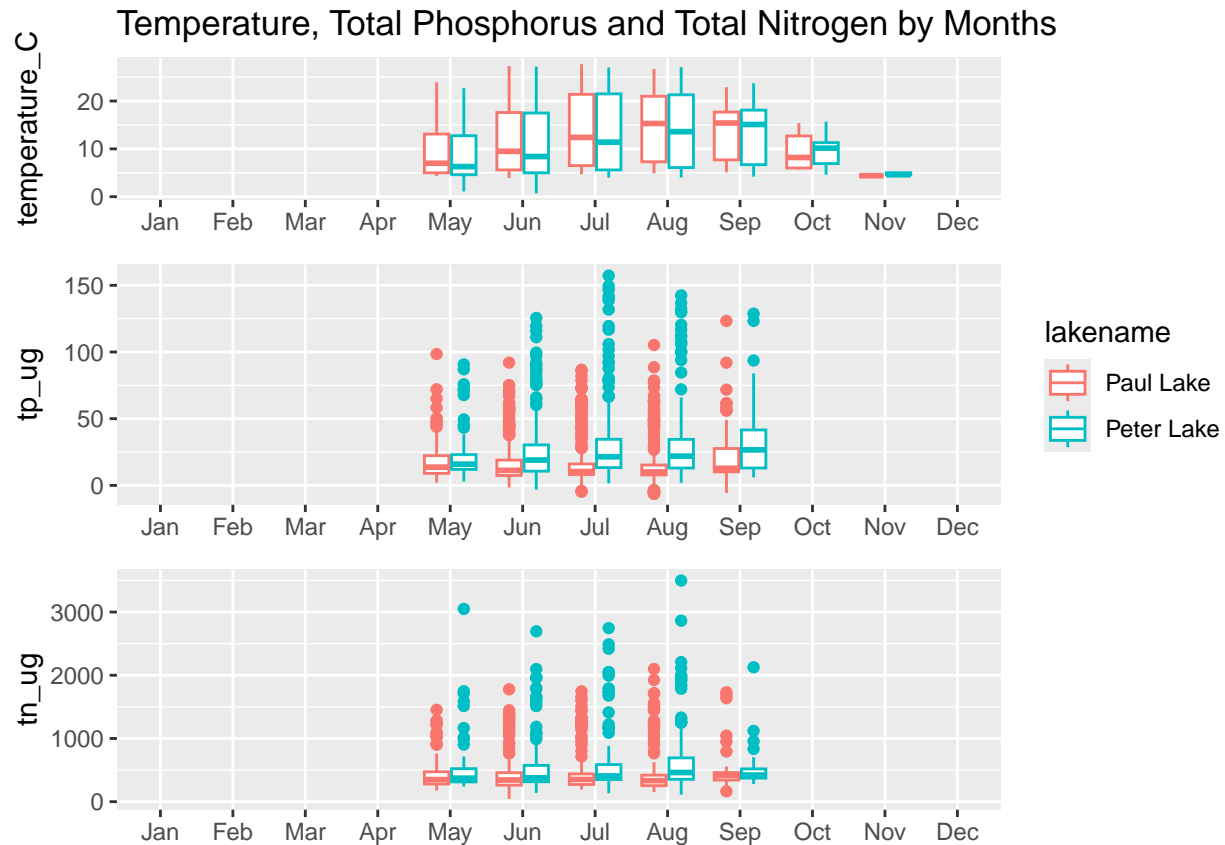 Temperature, Total Phosphorus and Total Nitrogen by Months
temperature_C
20
10
0
Jan Feb Mar Apr May Jun Jul Aug Sep Oct Nov Dec
tp_ug
150
100
50
0
Jan Feb Mar Apr May Jun Jul Aug Sep Oct Nov Dec
lakename
Paul Lake
Peter Lake
tn_ug
3000
2000
1000
0
Jan Feb Mar Apr May Jun Jul Aug Sep Oct Nov Dec